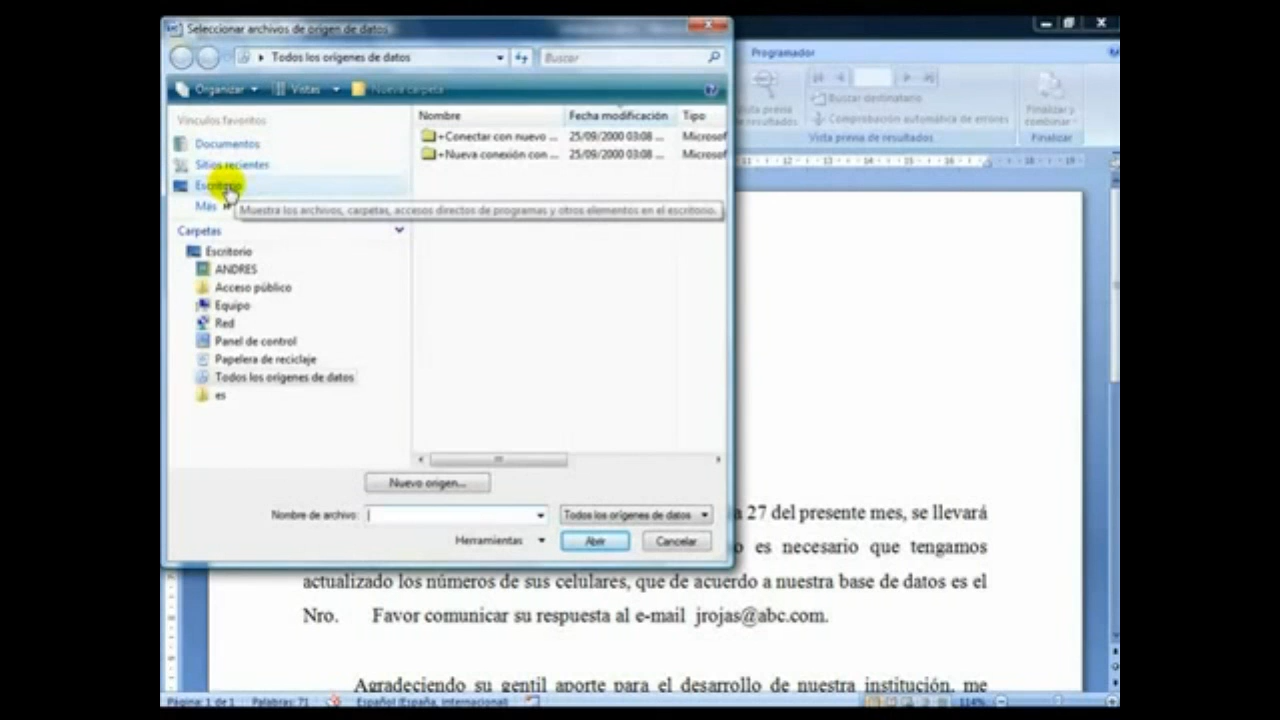 Seleccionar archivos de origen de datos
Todos los orígenes de datos
Buscar
Organizar
Vistas
Nueva carpeta
Vínculos favoritos
Documentos
Sitios recientes
Escritorio
Más »
Muestra los archivos, carpetas, accesos directos de programas y otros elementos en el escritorio.
Carpetas
Escritorio
ANDRES
Acceso público
Equipo
Red
Panel de control
Papelera de reciclaje
Todos los orígenes de datos
es
Nombre Fecha modificación Tipo
+Conectar con nuevo ... 25/09/2000 03:08 ... Microsof
+Nueva conexión con ... 25/09/2000 03:08 ... Microsof
Nuevo origen...
Nombre de archivo:
Todos los orígenes de datos
Herramientas
Abrir
Cancelar
Programador
Buscar destinatario
Comprobación automática de errores
Vista previa de resultados
Finalizar y
combinar
Finalizar
27 del presente mes, se llevará
es necesario que tengamos
actualizado los números de sus celulares, que de acuerdo a nuestra base de datos es el
Nro. Favor comunicar su respuesta al e-mail jrojas@abc.com.
Agradeciendo su gentil aporte para el desarrollo de nuestra institución, me
Página: 1 de 1 Palabras: 71 Español (España, internacional) 114%